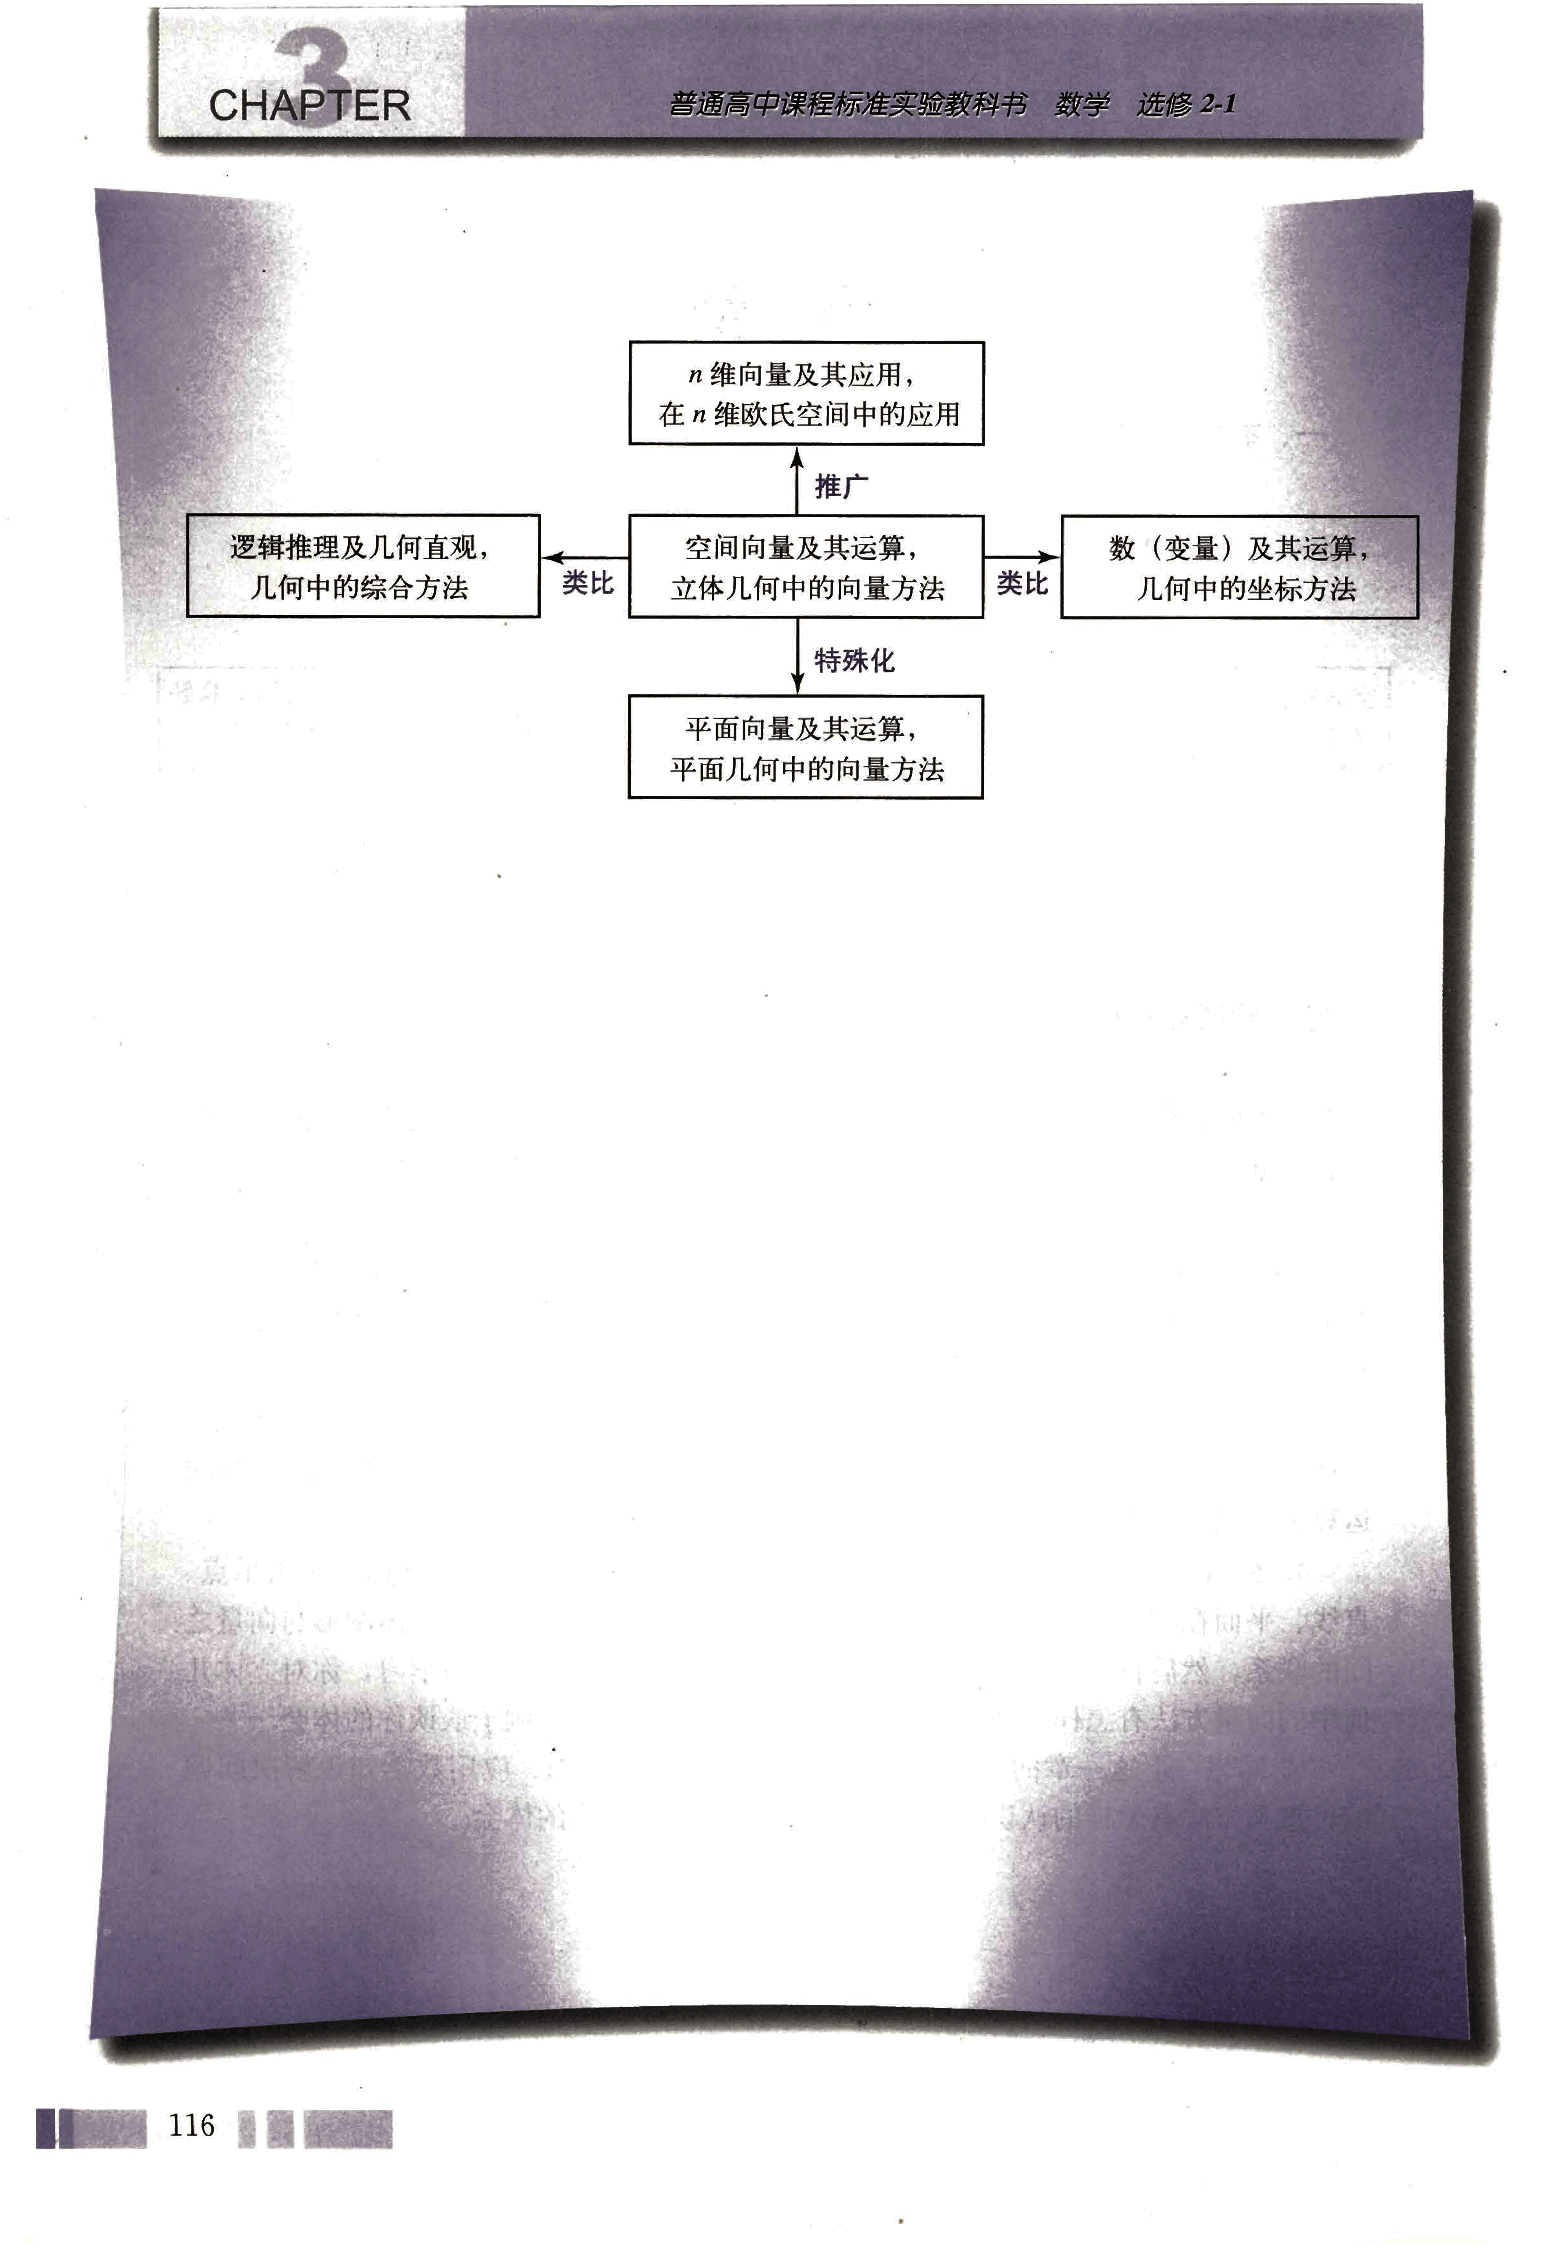 3
CHAPTER
普通高中课程标准实验教科书 数学 选修 2-1
n 维向量及其应用，
在 n 维欧氏空间中的应用
推广
逻辑推理及几何直观，
几何中的综合方法
类比
空间向量及其运算，
立体几何中的向量方法
类比
数（变量）及其运算，
几何中的坐标方法
特殊化
平面向量及其运算，
平面几何中的向量方法
116